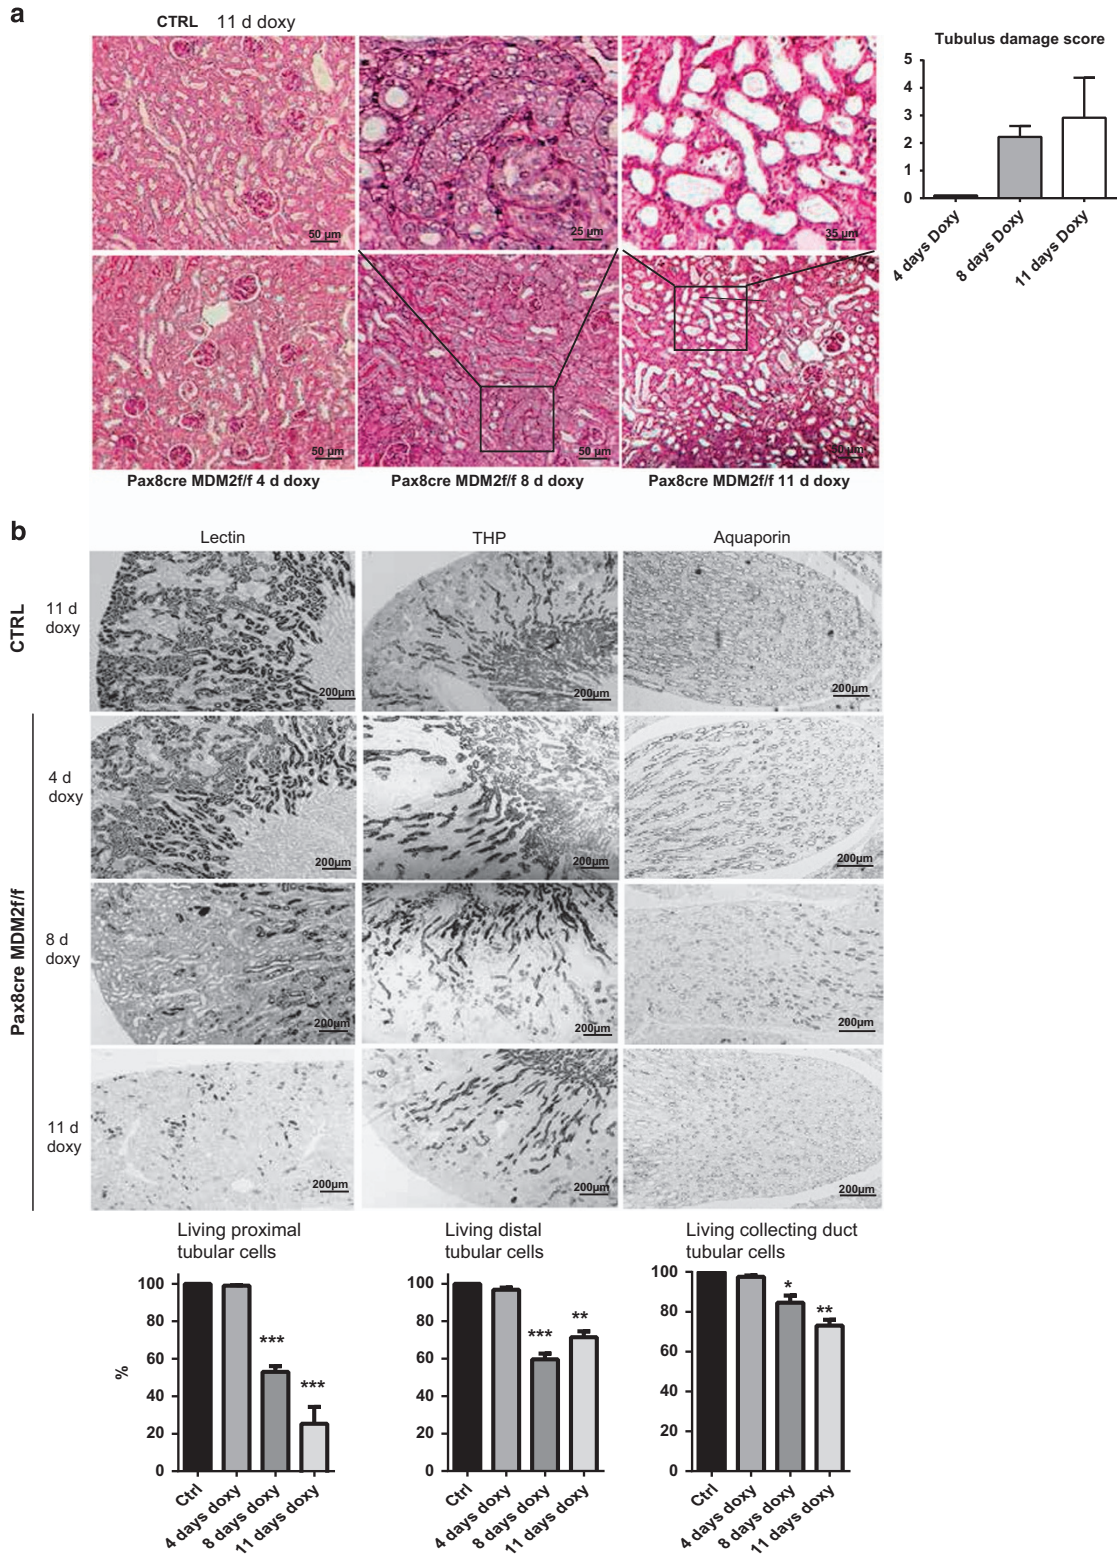 a
CTRL 11 d doxy
50 µm
25 µm
35 µm
50 µm
50 µm
50 µm
Pax8cre MDM2f/f 4 d doxy
Pax8cre MDM2f/f 8 d doxy
Pax8cre MDM2f/f 11 d doxy
Tubulus damage score
5
4
3
2
1
0
4 days Doxy
8 days Doxy
11 days Doxy
b
Lectin
THP
Aquaporin
CTRL
11 d
doxy
200µm
200µm
200µm
Pax8cre MDM2f/f
4 d
doxy
200µm
200µm
200µm
8 d
doxy
200µm
200µm
200µm
11 d
doxy
200µm
200µm
200µm
Living proximal
tubular cells
%
100
80
60
40
20
0
***
***
Ctrl
4 days doxy
8 days doxy
11 days doxy
Living distal
tubular cells
100
80
60
40
20
0
***
**
Ctrl
4 days doxy
8 days doxy
11 days doxy
Living collecting duct
tubular cells
100
80
60
40
20
0
*
**
Ctrl
4 days doxy
8 days doxy
11 days doxy